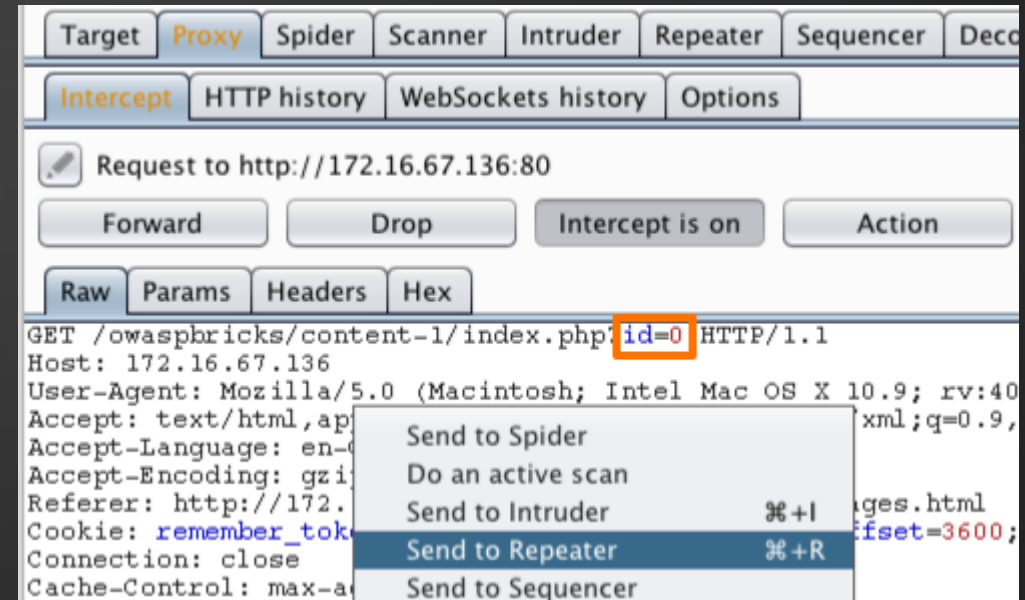 Target Proxy Spider Scanner Intruder Repeater Sequencer
Intercept HTTP history WebSockets history Options
Request to http://172.16.67.136:80
Forward Drop Intercept is on Action
Raw Params Headers Hex
GET /owaspbricks/content-1/index.php?id=0 HTTP/1.1
Host: 172.16.67.136
User-Agent: Mozilla/5.0 (Macintosh; Intel Mac OS X 10.9; rv:40
Accept: text/html,ap xml;q=0.9,
Accept-Language: en-
Accept-Encoding: gzi
Referer: http://172. ges.html
Cookie: remember_tok ffset=3600;
Connection: close
Cache-Control: max-a
Send to Spider
Do an active scan
Send to Intruder ⌘+I
Send to Repeater ⌘+R
Send to Sequencer